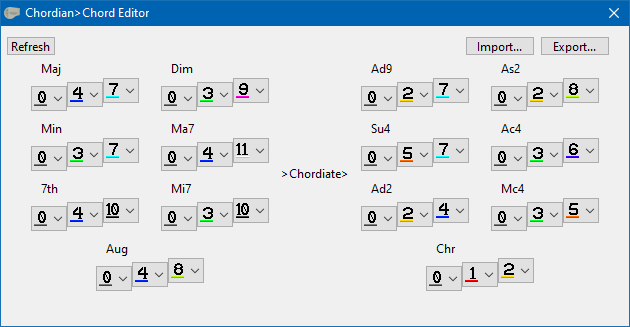 Chordian>Chord Editor
Refresh
Import...
Export...
Maj
Dim
Ad9
As2
0 4 7
0 3 9
0 2 7
0 2 8
Min
Ma7
Su4
Ac4
0 3 7
0 4 11
0 5 7
0 3 6
>Chordiate>
7th
Mi7
Ad2
Mc4
0 4 10
0 3 10
0 2 4
0 3 5
Aug
Chr
0 4 8
0 1 2